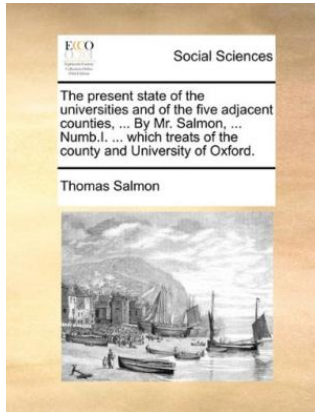 ECCO
Social Sciences
The present state of the
universities and of the five adjacent
counties, ... By Mr. Salmon, ...
Numb.I. ... which treats of the
county and University of Oxford.
Thomas Salmon